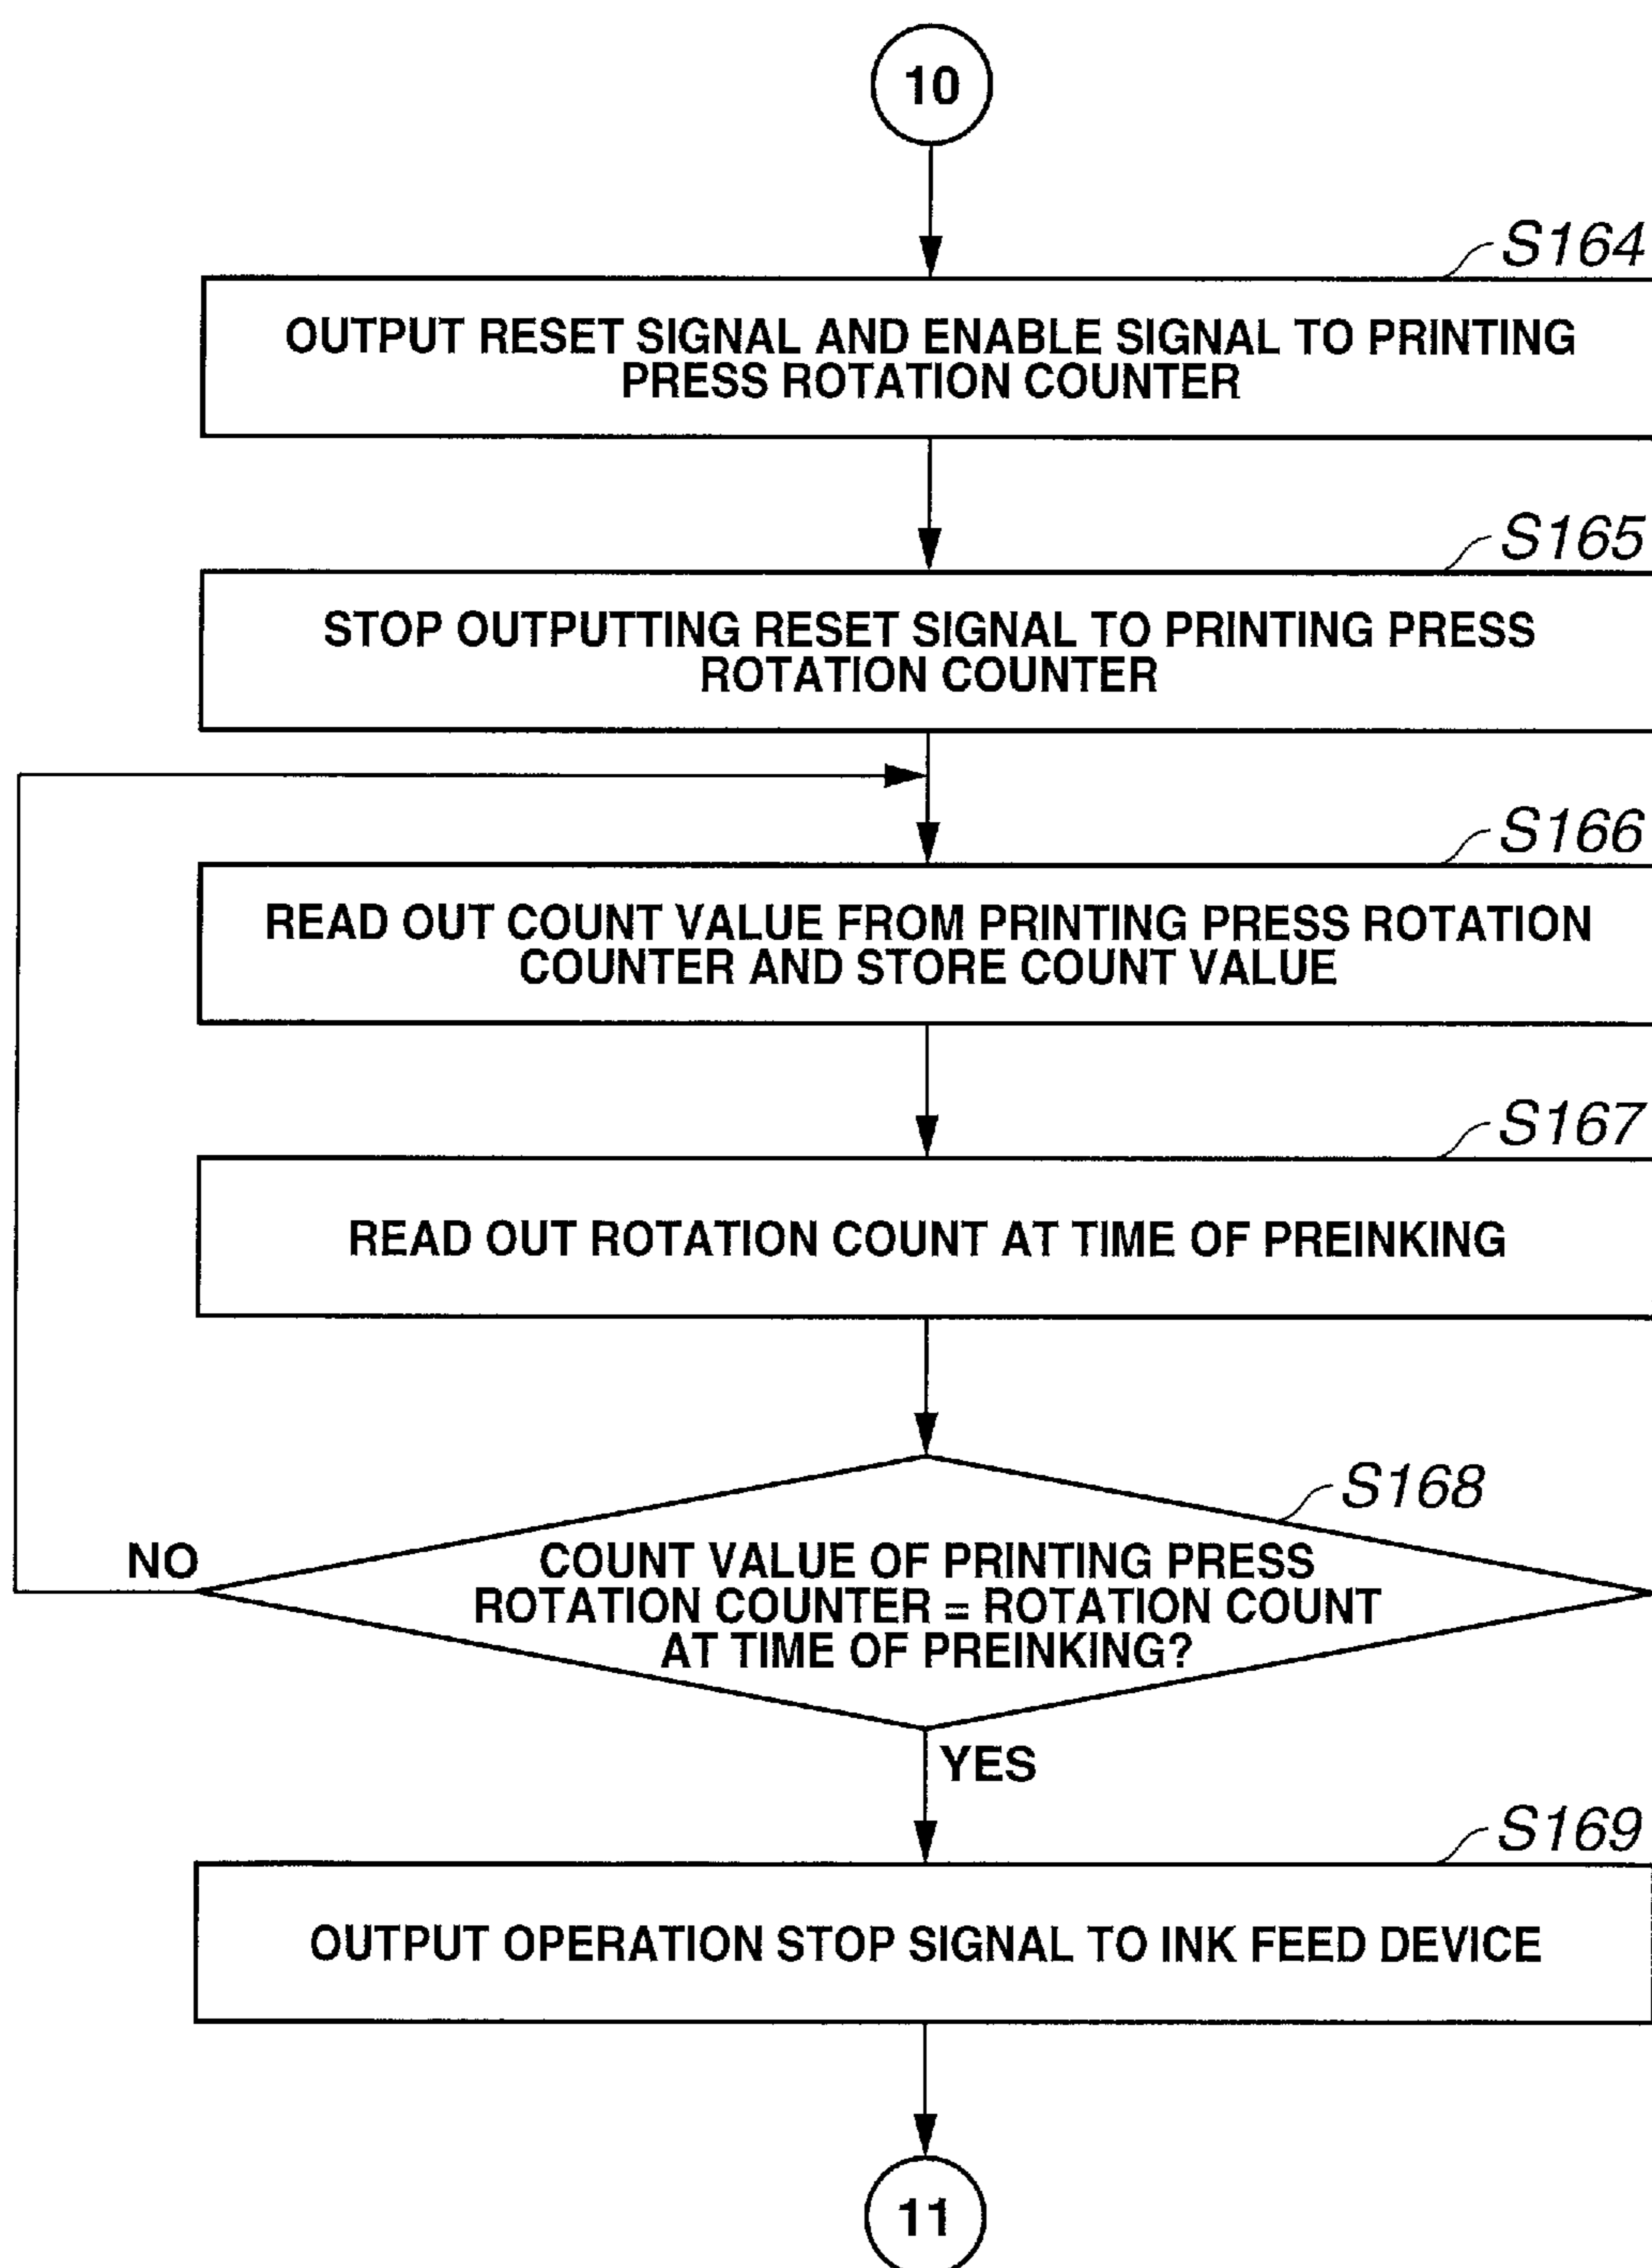 10
S164
OUTPUT RESET SIGNAL AND ENABLE SIGNAL TO PRINTING
PRESS ROTATION COUNTER
S165
STOP OUTPUTTING RESET SIGNAL TO PRINTING PRESS
ROTATION COUNTER
S166
READ OUT COUNT VALUE FROM PRINTING PRESS ROTATION
COUNTER AND STORE COUNT VALUE
S167
READ OUT ROTATION COUNT AT TIME OF PREINKING
S168
NO
COUNT VALUE OF PRINTING PRESS
ROTATION COUNTER = ROTATION COUNT
AT TIME OF PREINKING?
YES
S169
OUTPUT OPERATION STOP SIGNAL TO INK FEED DEVICE
11